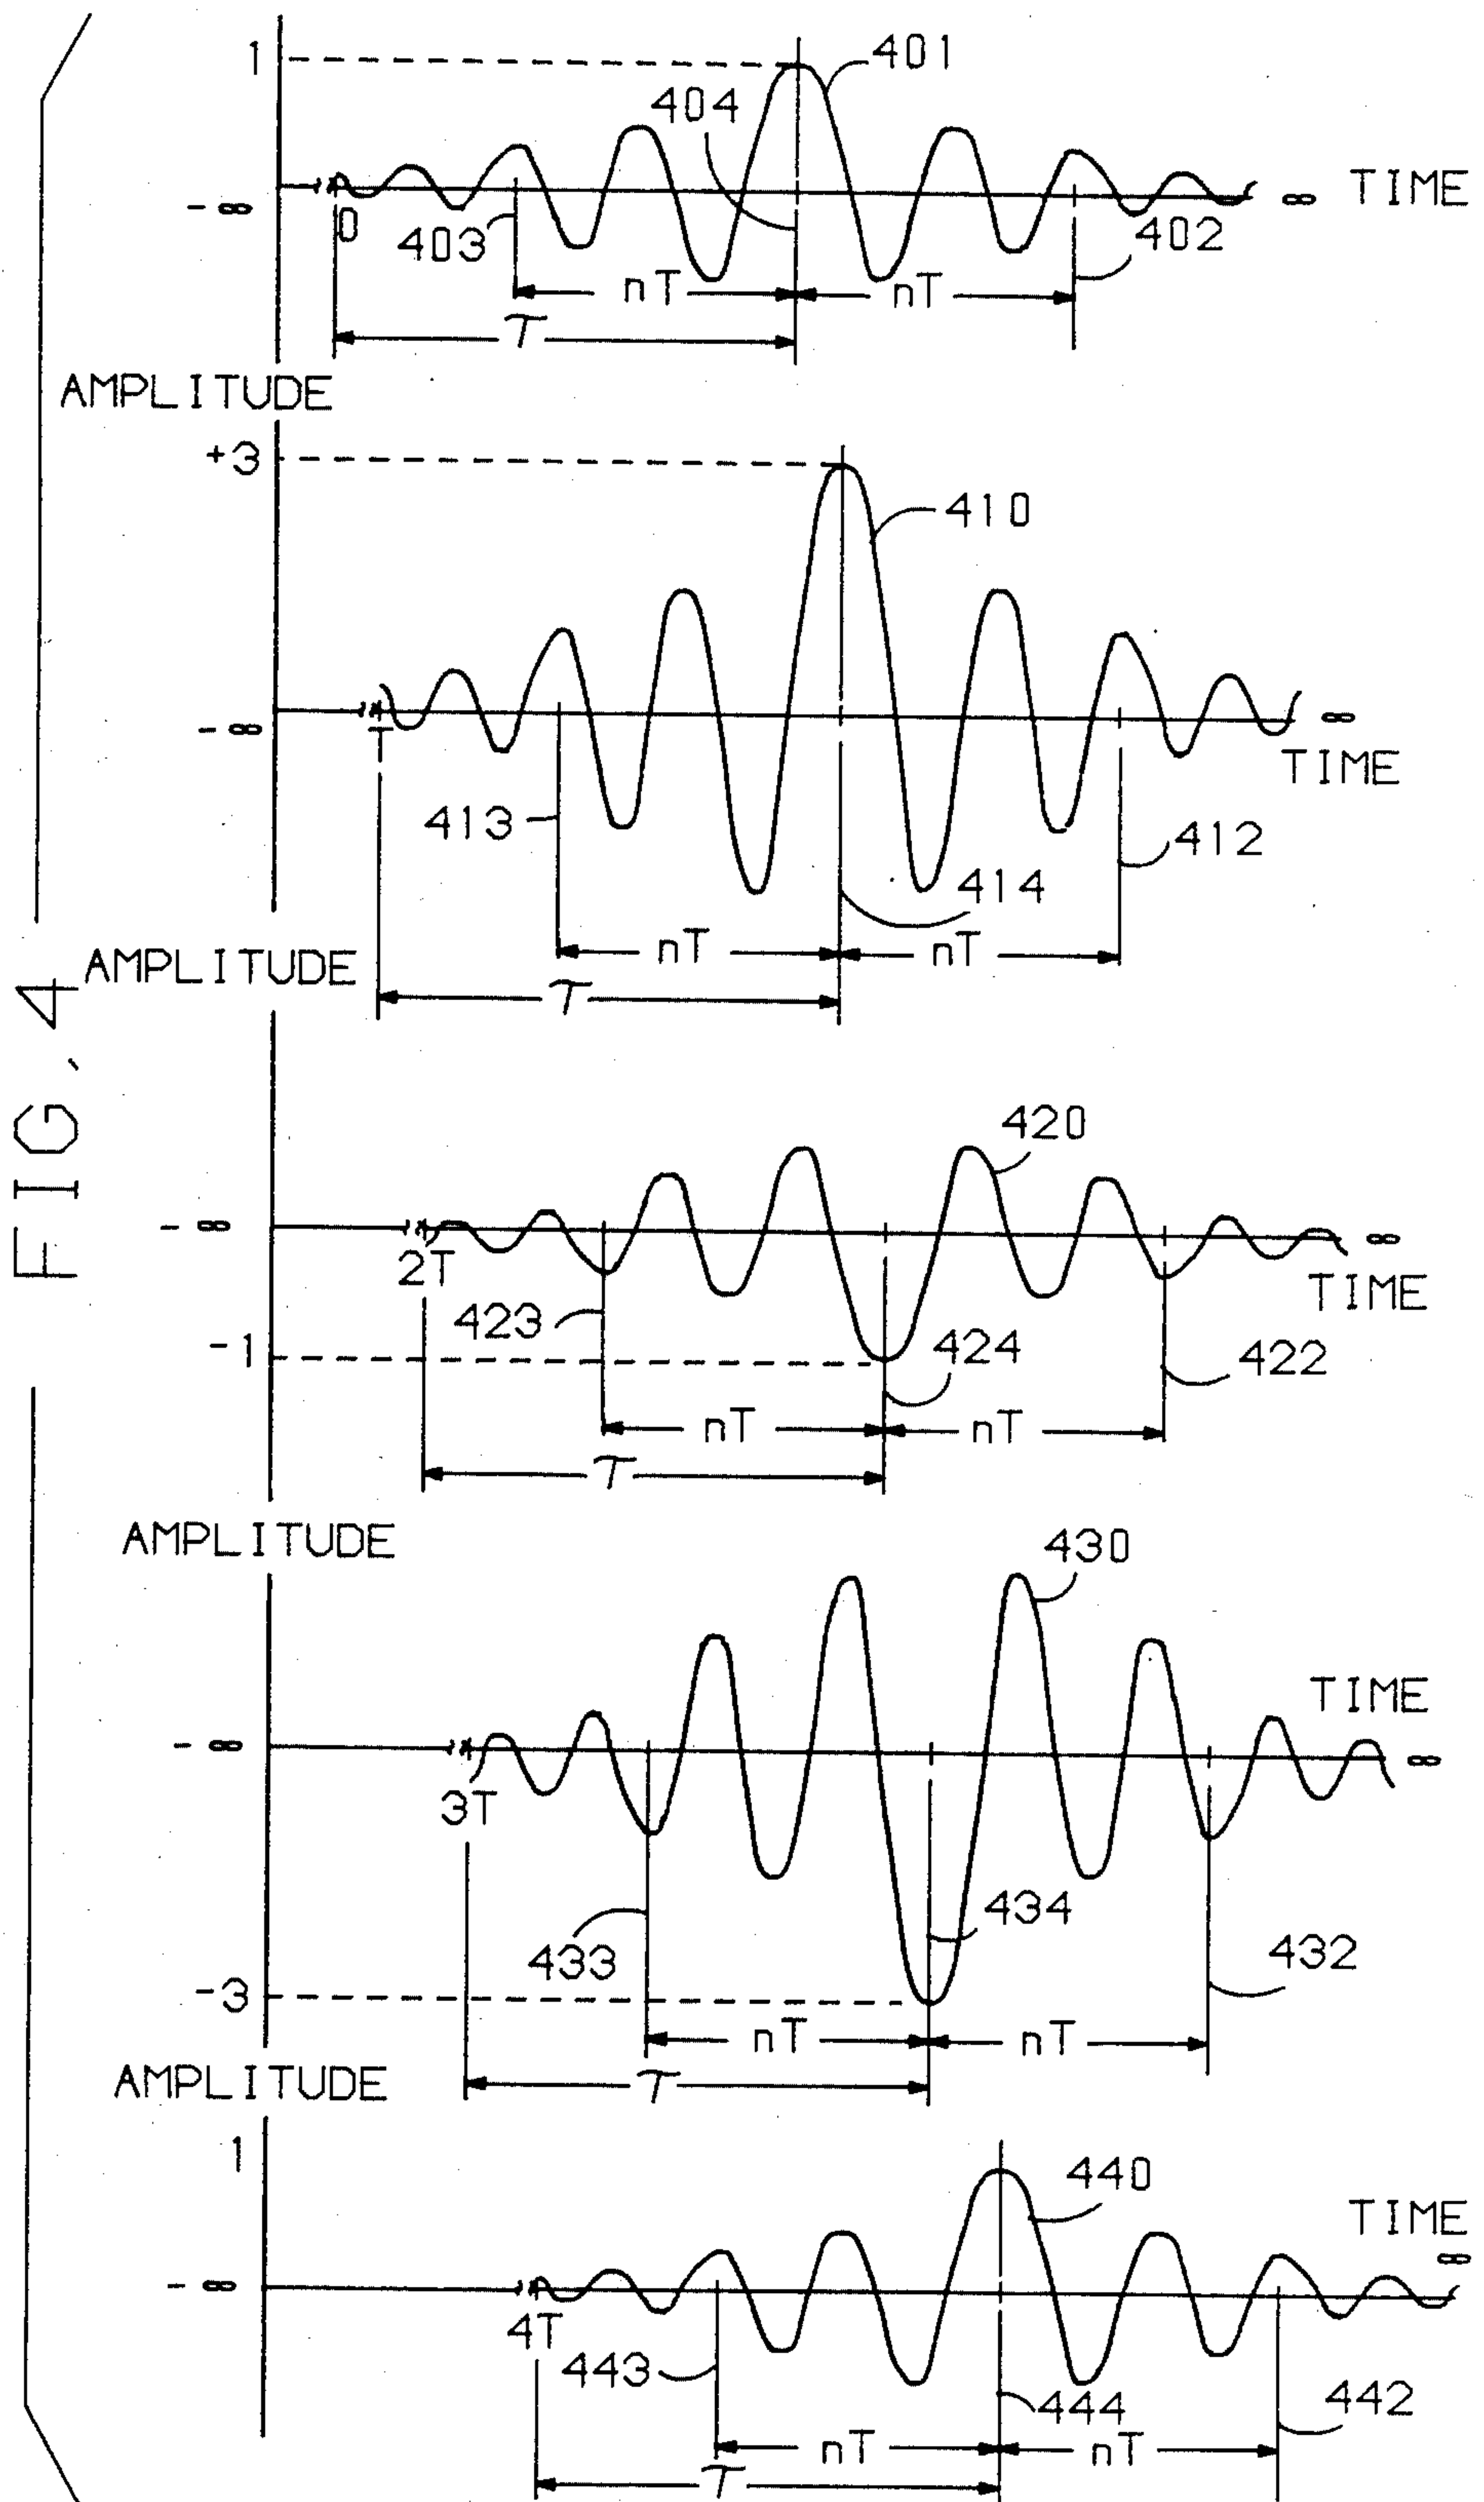 FIG. 4
1
401
404
- ∞
0
403
402
∞ TIME
nT
nT
τ
AMPLITUDE
+3
410
- ∞
T
∞
TIME
413
412
414
nT
nT
τ
AMPLITUDE
420
- ∞
2T
∞
TIME
423
-1
424
422
nT
nT
τ
AMPLITUDE
430
TIME
- ∞
∞
3T
434
433
432
-3
nT
nT
τ
AMPLITUDE
1
440
TIME
∞
- ∞
4T
443
444
442
nT
nT
τ